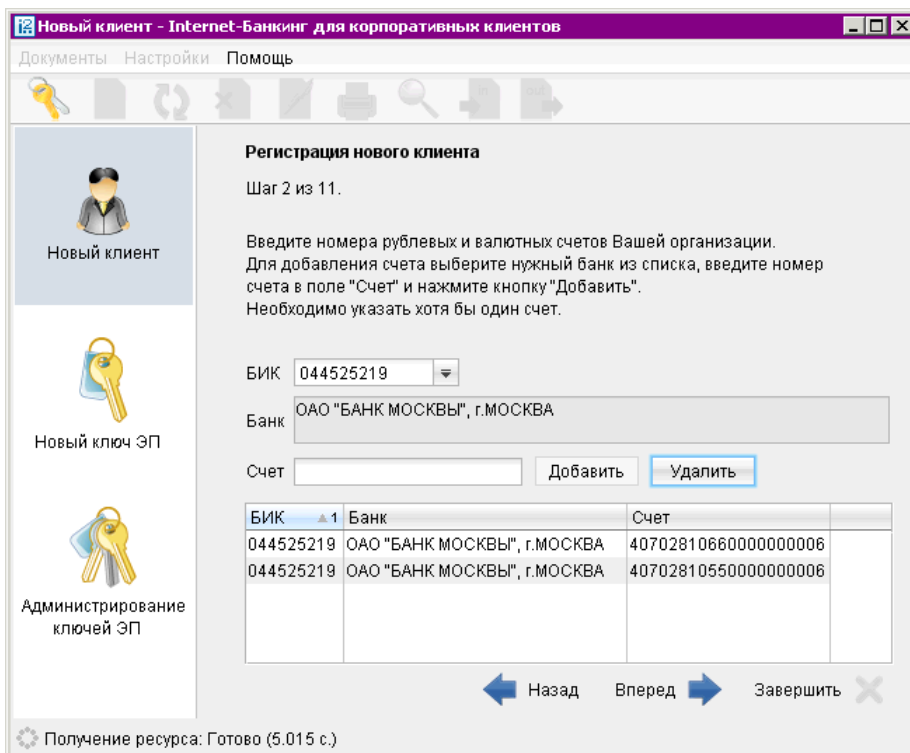 Новый клиент - Internet-Банкинг для корпоративных клиентов
Документы Настройки Помощь
in out
Регистрация нового клиента
Шаг 2 из 11.
Новый клиент
Введите номера рублевых и валютных счетов Вашей организации.
Для добавления счета выберите нужный банк из списка, введите номер
счета в поле "Счет" и нажмите кнопку "Добавить".
Необходимо указать хотя бы один счет.
БИК 044525219
Банк ОАО "БАНК МОСКВЫ", г.МОСКВА
Новый ключ ЭП
Счет Добавить Удалить
БИК 1 Банк Счет
044525219 ОАО "БАНК МОСКВЫ", г.МОСКВА 40702810660000000006
044525219 ОАО "БАНК МОСКВЫ", г.МОСКВА 40702810550000000006
Администрирование
ключей ЭП
Назад Вперед Завершить
Получение ресурса: Готово (5.015 с.)